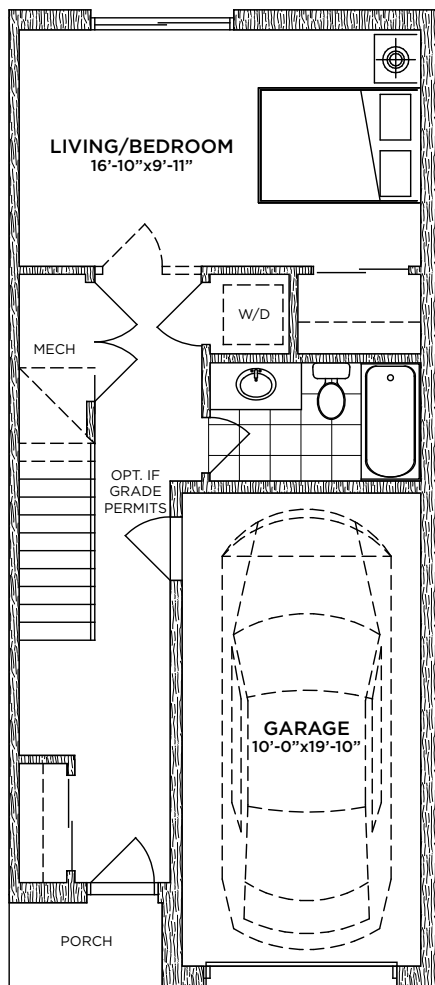 LIVING/BEDROOM
16’-10”x9’-11”
W/D
MECH
OPT. IF
GRADE
PERMITS
GARAGE
10’-0”x19’-10”
PORCH